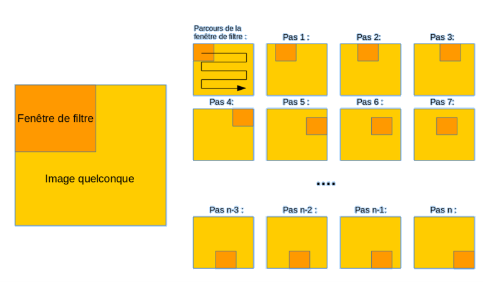 Fenêtre de filtre
Image quelconque
Parcours de la
fenêtre de filtre :
Pas 1 :
Pas 2:
Pas 3:
Pas 4:
Pas 5 :
Pas 6 :
Pas 7:
....
Pas n-3 :
Pas n-2 :
Pas n-1:
Pas n :